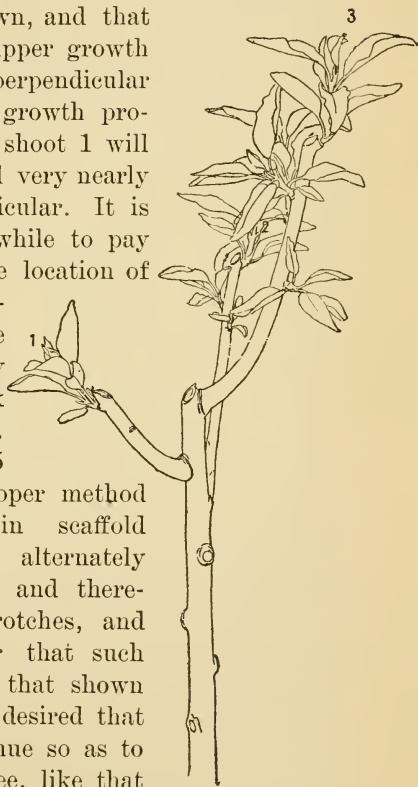 wn, and that
pper growth
perpendicular
growth pro-
shoot 1 will
l very nearly
icular. It is
while to pay
e location of
oper method
in scaffold
alternately
and there-
rotches, and
that such
that shown
desired that
nue so as to
ee, like that
3
2
1